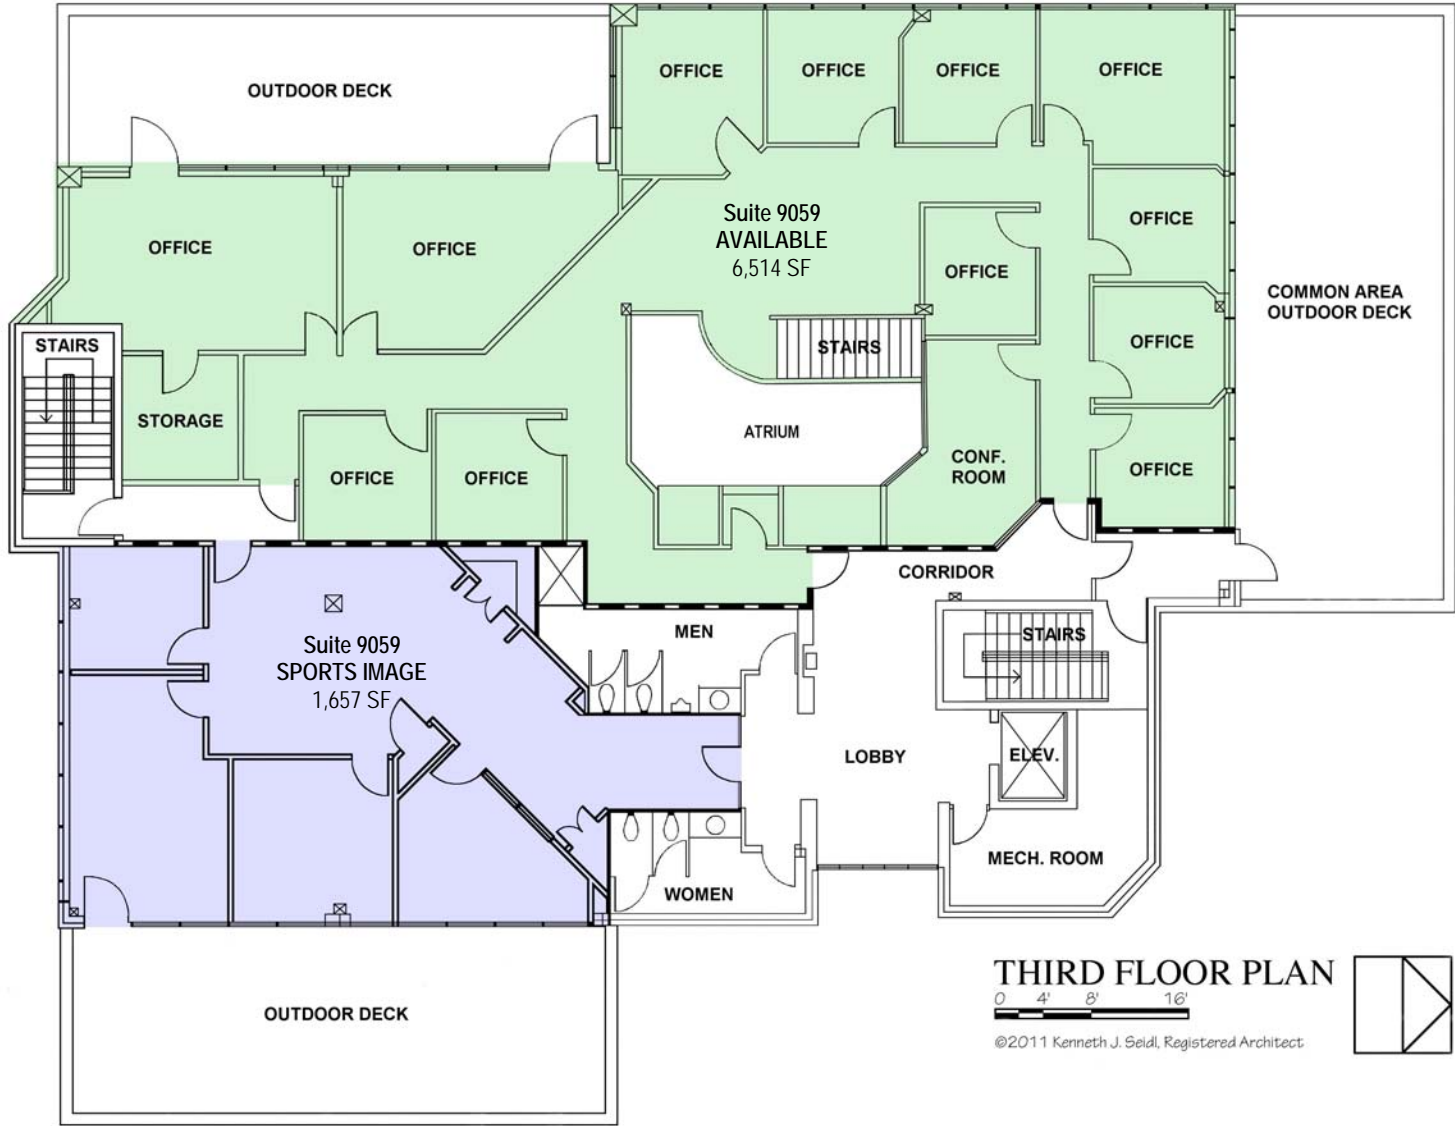 OFFICE
OFFICE
OFFICE
OFFICE
OUTDOOR DECK
Suite 9059
AVAILABLE
6,514 SF
OFFICE
OFFICE
OFFICE
OFFICE
COMMON AREA
OUTDOOR DECK
STAIRS
STAIRS
OFFICE
STORAGE
ATRIUM
CONF.
ROOM
OFFICE
OFFICE
OFFICE
CORRIDOR
MEN
STAIRS
Suite 9059
SPORTS IMAGE
1,657 SF
LOBBY
ELEV.
MECH. ROOM
WOMEN
OUTDOOR DECK
THIRD FLOOR PLAN
0 4' 8' 16'
©2011 Kenneth J. Seidl, Registered Architect